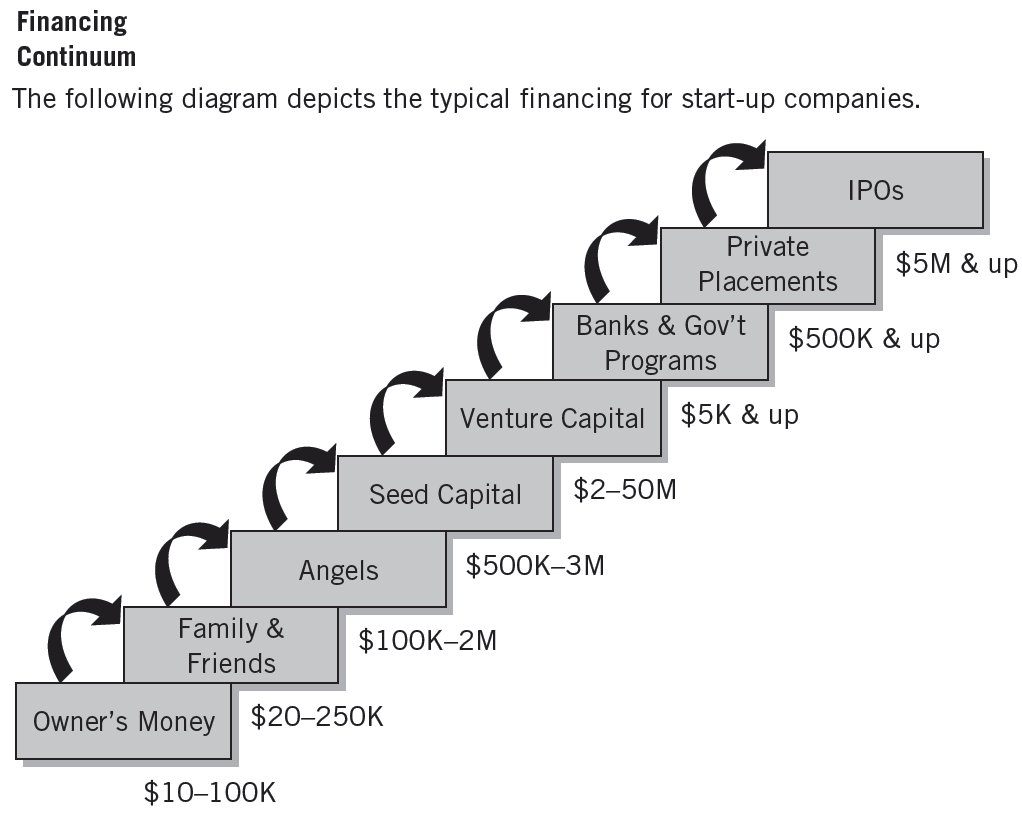 Financing
Continuum
The following diagram depicts the typical financing for start-up companies.
IPOs
Private
Placements
$5M & up
Banks & Gov't
Programs
$500K & up
Venture Capital
$5K & up
Seed Capital
$2–50M
Angels
$500K–3M
Family &
Friends
$100K–2M
Owner's Money
$20–250K
$10–100K